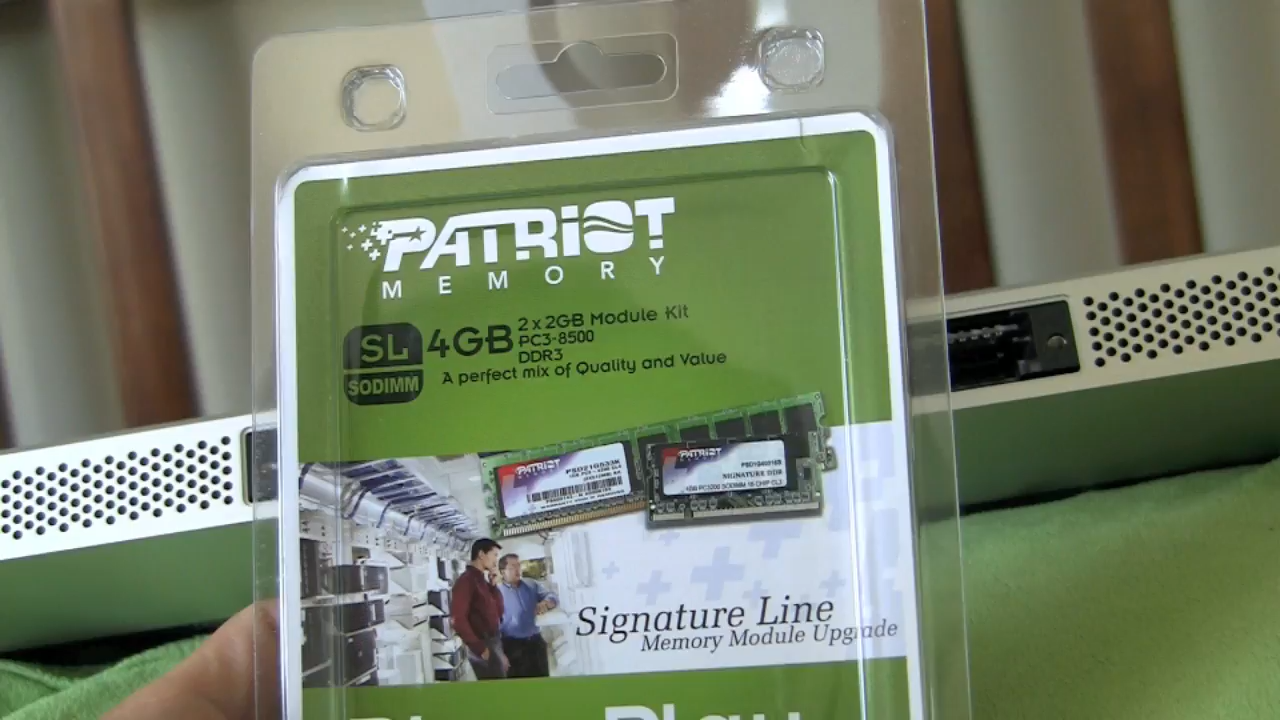 PATRIOT
MEMORY
SL
SODIMM
4GB
2 x 2GB Module Kit
PC3-8500
DDR3
A perfect mix of Quality and Value
PATRIOT
PATRIOT
SIGNATURE DDR
Signature Line
Memory Module Upgrade